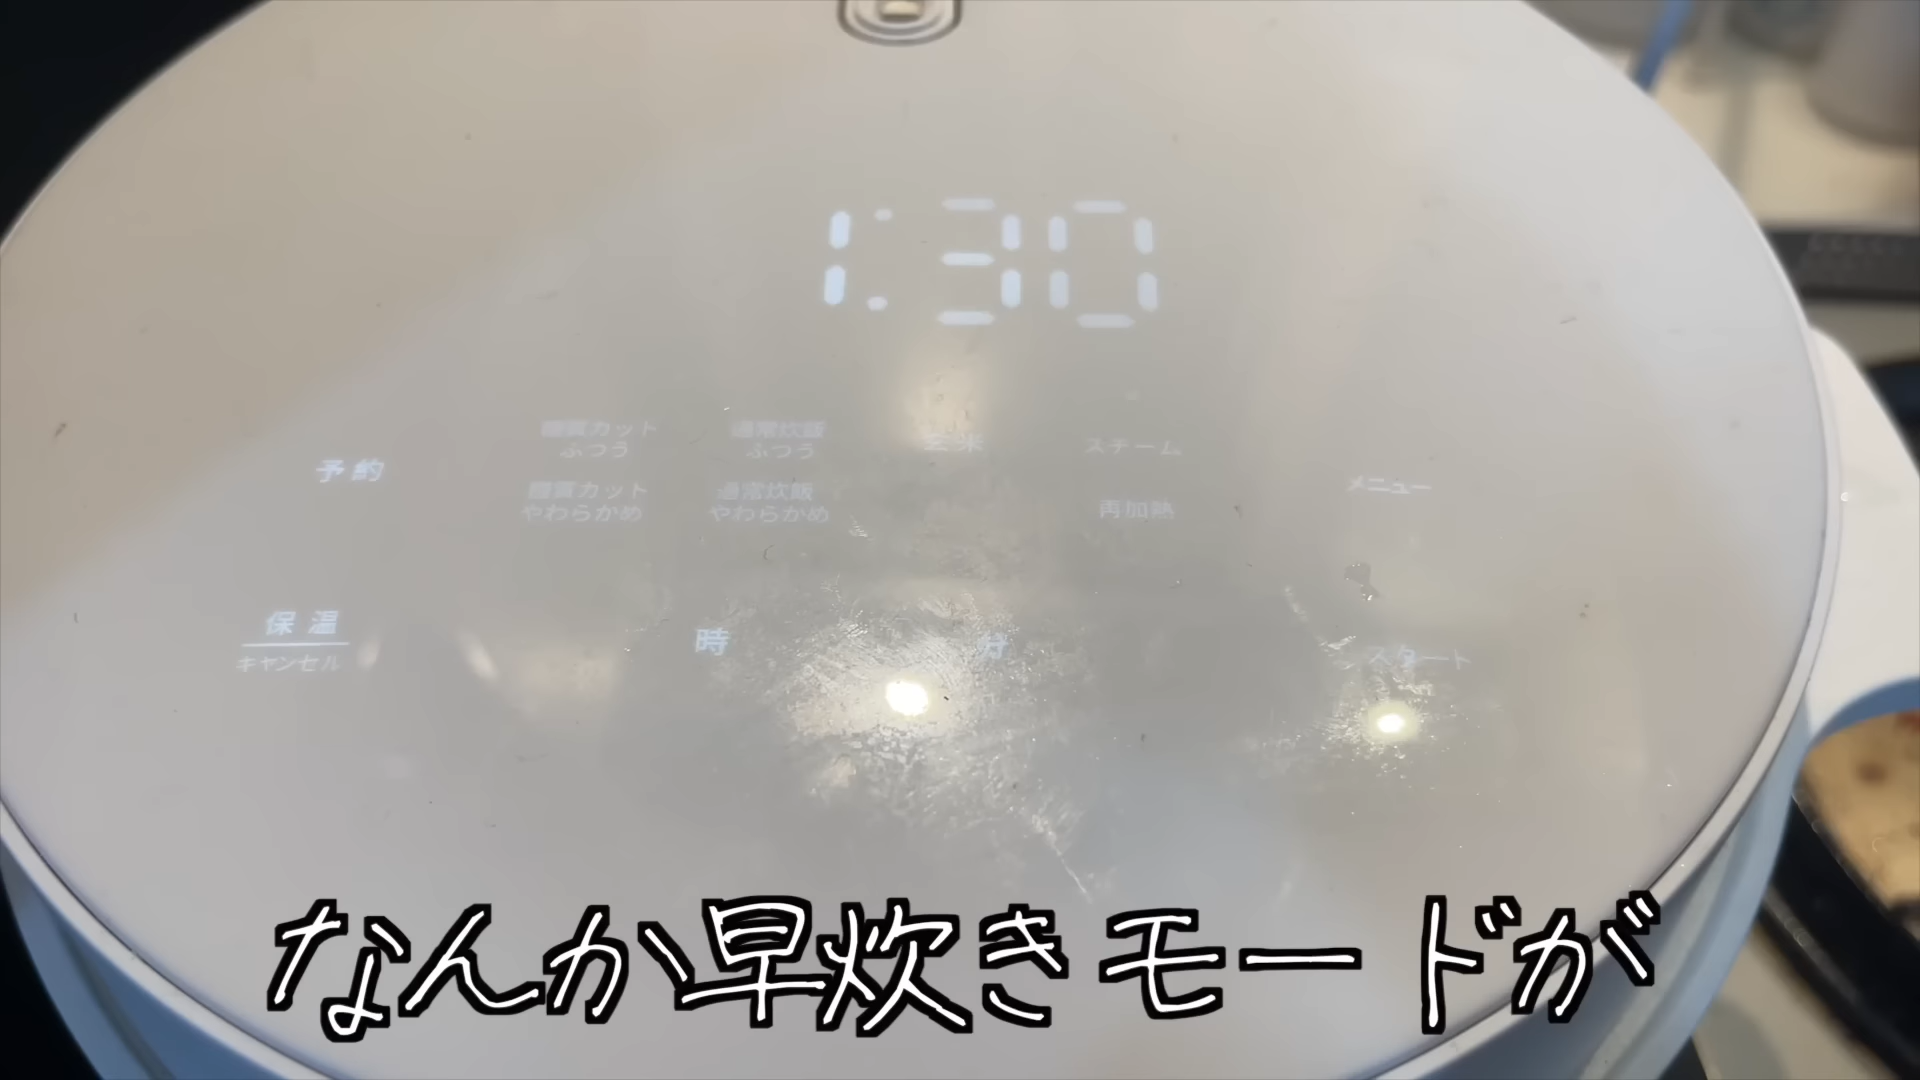 1:30
予約
糖質カット
ふつう
通常炊飯
ふつう
玄米
スチーム
メニュー
糖質カット
やわらかめ
通常炊飯
やわらかめ
再加熱
保温
キャンセル
時
分
スタート
なんか早炊きモードが